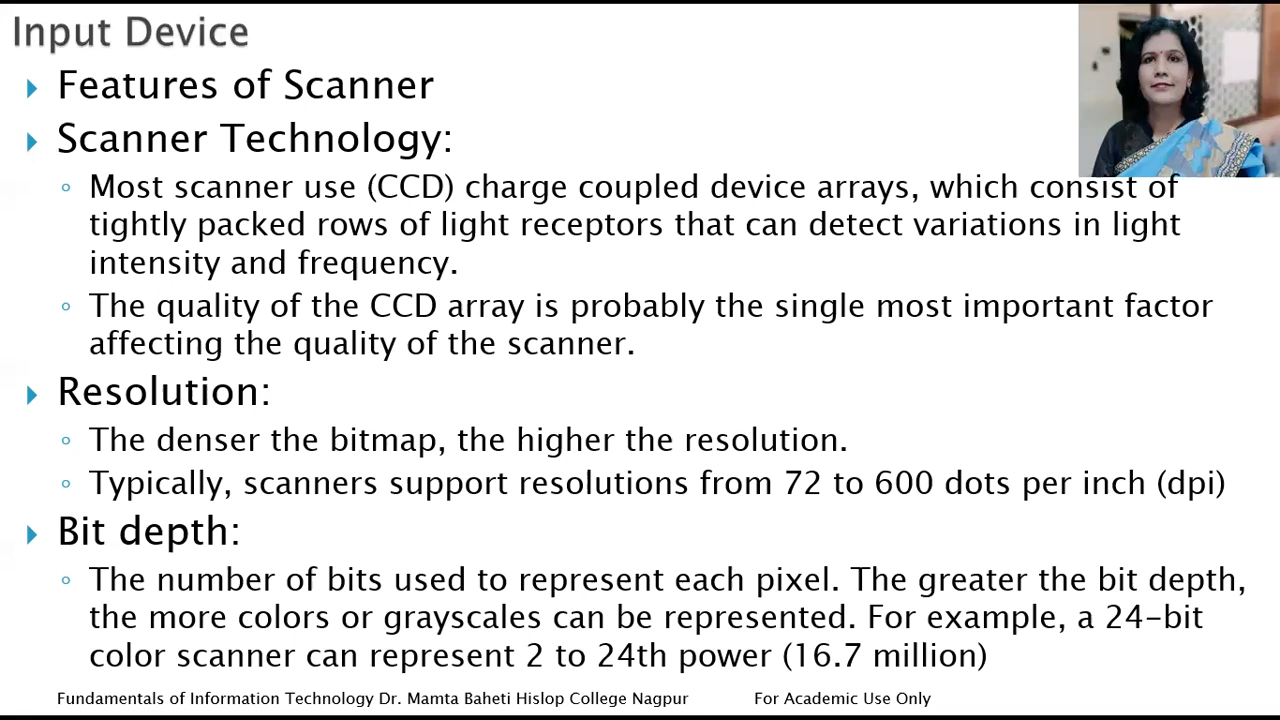 Input Device
Features of Scanner
Scanner Technology:
Most scanner use (CCD) charge coupled device arrays, which consist of
tightly packed rows of light receptors that can detect variations in light
intensity and frequency.
The quality of the CCD array is probably the single most important factor
affecting the quality of the scanner.
Resolution:
The denser the bitmap, the higher the resolution.
Typically, scanners support resolutions from 72 to 600 dots per inch (dpi)
Bit depth:
The number of bits used to represent each pixel. The greater the bit depth,
the more colors or grayscales can be represented. For example, a 24-bit
color scanner can represent 2 to 24th power (16.7 million)
Fundamentals of Information Technology Dr. Mamta Baheti Hislop College Nagpur For Academic Use Only